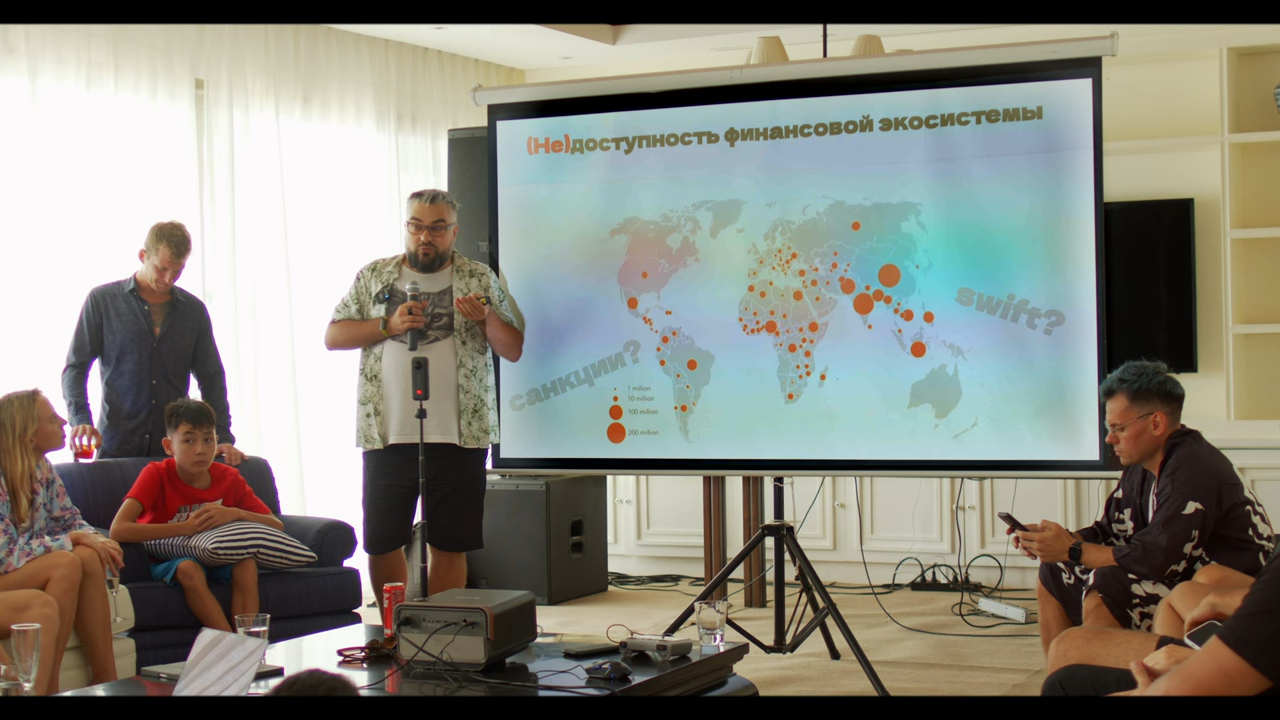 (Не)доступность финансовой экосистемы
swift?
санкции?
1 million
10 million
100 million
200 million